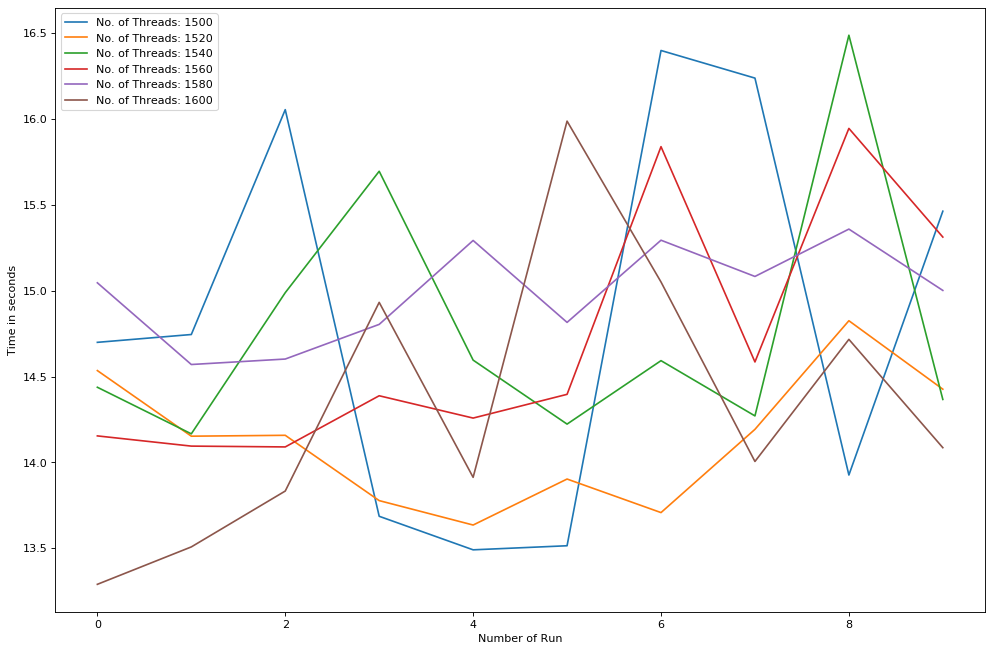 No. of Threads: 1500
No. of Threads: 1520
No. of Threads: 1540
No. of Threads: 1560
No. of Threads: 1580
No. of Threads: 1600
16.5
16.0
15.5
15.0
14.5
14.0
13.5
Time in seconds
0 2 4 6 8
Number of Run